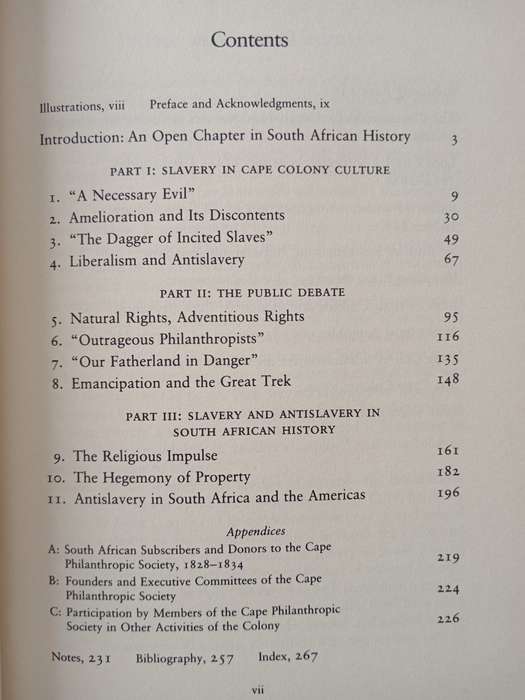 Contents
Illustrations, viii Preface and Acknowledgments, ix
Introduction: An Open Chapter in South African History 3
PART I: SLAVERY IN CAPE COLONY CULTURE
1. “A Necessary Evil” 9
2. Amelioration and Its Discontents 30
3. “The Dagger of Incited Slaves” 49
4. Liberalism and Antislavery 67
PART II: THE PUBLIC DEBATE
5. Natural Rights, Adventitious Rights 95
6. “Outrageous Philanthropists” 116
7. “Our Fatherland in Danger” 135
8. Emancipation and the Great Trek 148
PART III: SLAVERY AND ANTISLAVERY IN
SOUTH AFRICAN HISTORY
9. The Religious Impulse 161
10. The Hegemony of Property 182
11. Antislavery in South Africa and the Americas 196
Appendices
A: South African Subscribers and Donors to the Cape
Philanthropic Society, 1828–1834 219
B: Founders and Executive Committees of the Cape
Philanthropic Society 224
C: Participation by Members of the Cape Philanthropic
Society in Other Activities of the Colony 226
Notes, 231 Bibliography, 257 Index, 267
vii